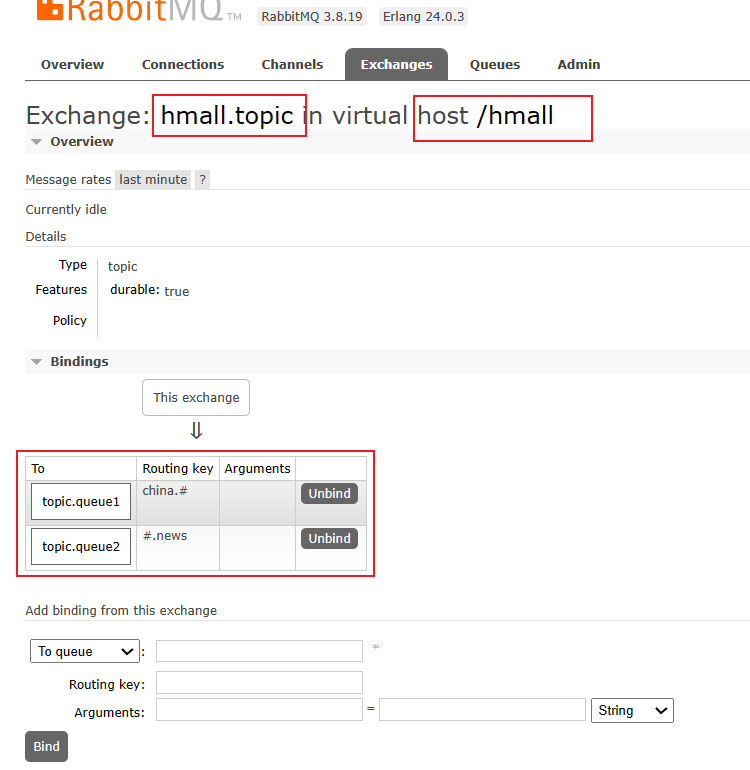 RabbitMQ TM RabbitMQ 3.8.19 Erlang 24.0.3
Overview Connections Channels Exchanges Queues Admin
Exchange: hmall.topic in virtual host /hmall
Overview
Message rates last minute ?
Currently idle
Details
Type topic
Features durable: true
Policy
Bindings
This exchange
⇓
To Routing key Arguments
topic.queue1 china.# Unbind
topic.queue2 #.news Unbind
Add binding from this exchange
To queue : *
Routing key:
Arguments: = String
Bind